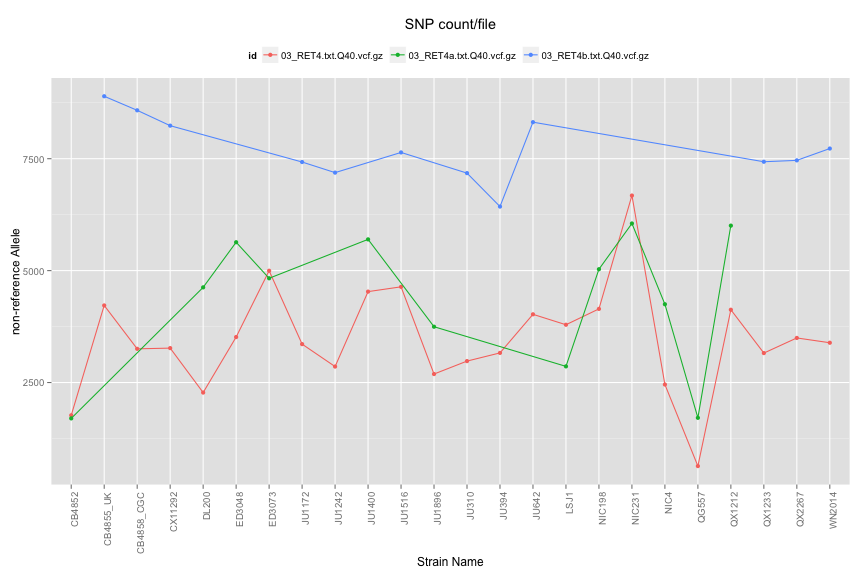 SNP count/file
id 03_RET4.txt.Q40.vcf.gz 03_RET4a.txt.Q40.vcf.gz 03_RET4b.txt.Q40.vcf.gz
7500
5000
2500
non-reference Allele
CB4852
CB4855_UK
CB4858_CGC
CX11292
DL200
ED3048
ED3073
JU1172
JU1242
JU1400
JU1516
JU1896
JU310
JU394
JU642
LSJ1
NIC198
NIC231
NIC4
QG557
QX1212
QX1233
QX2267
WN2014
Strain Name